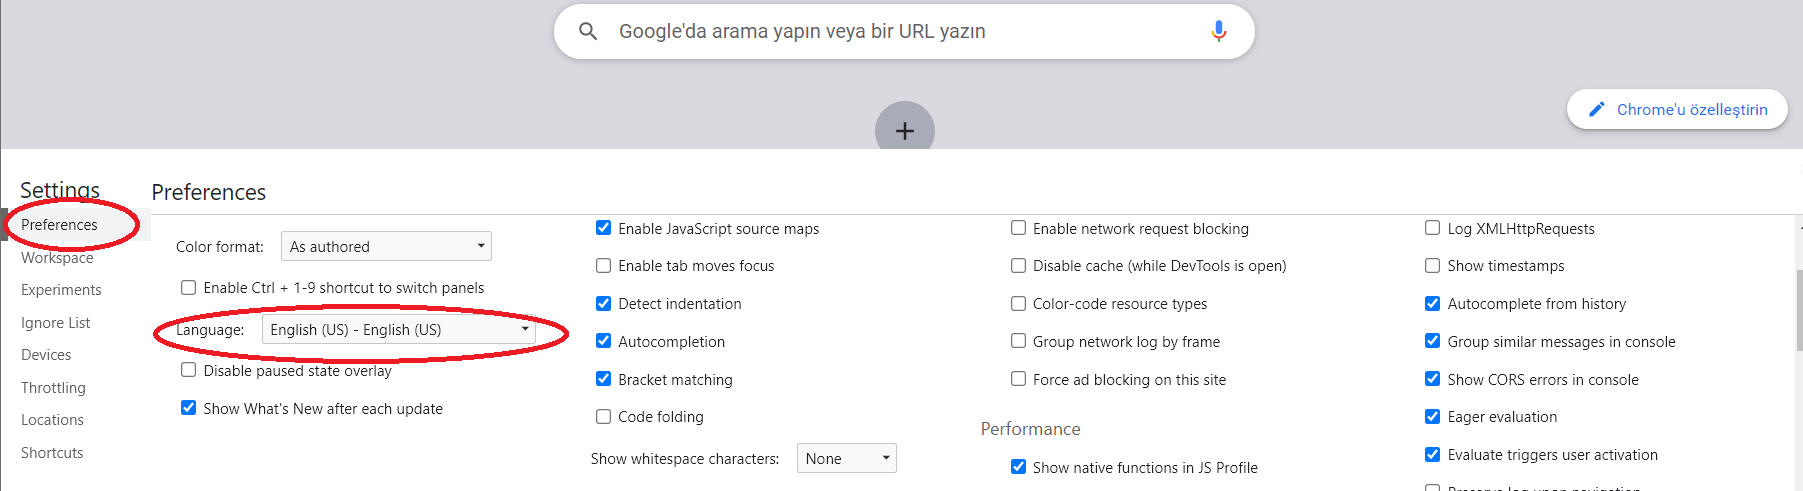 Google'da arama yapın veya bir URL yazın
Chrome'u özelleştirin
Settings
Preferences
Workspace
Experiments
Ignore List
Devices
Throttling
Locations
Shortcuts
Preferences
Color format: As authored
Enable Ctrl + 1-9 shortcut to switch panels
Language: English (US) - English (US)
Disable paused state overlay
Show What's New after each update
Enable JavaScript source maps
Enable tab moves focus
Detect indentation
Autocompletion
Bracket matching
Code folding
Show whitespace characters: None
Enable network request blocking
Disable cache (while DevTools is open)
Color-code resource types
Group network log by frame
Force ad blocking on this site
Performance
Show native functions in JS Profile
Log XMLHttpRequests
Show timestamps
Autocomplete from history
Group similar messages in console
Show CORS errors in console
Eager evaluation
Evaluate triggers user activation
Preserve log upon navigation